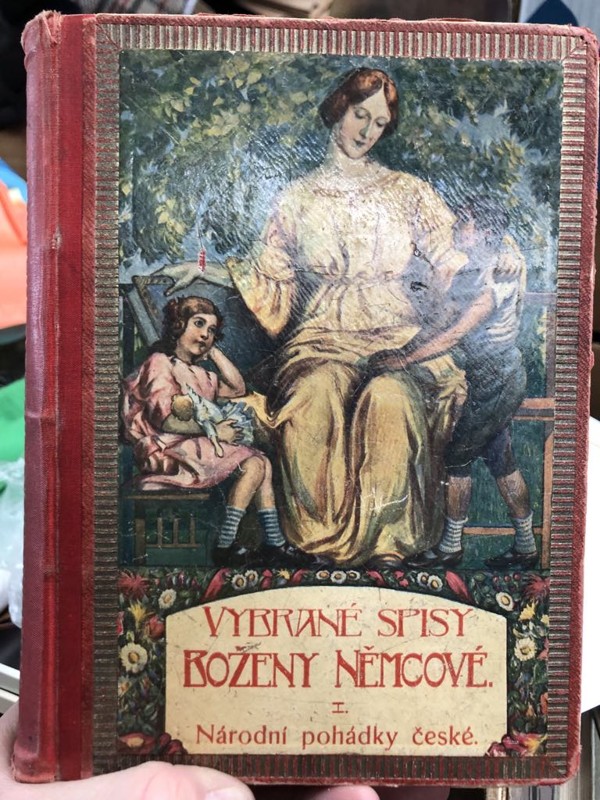 VYBRANÉ SPISY
BOŽENY NĚMCOVÉ.
I.
Národní pohádky české.